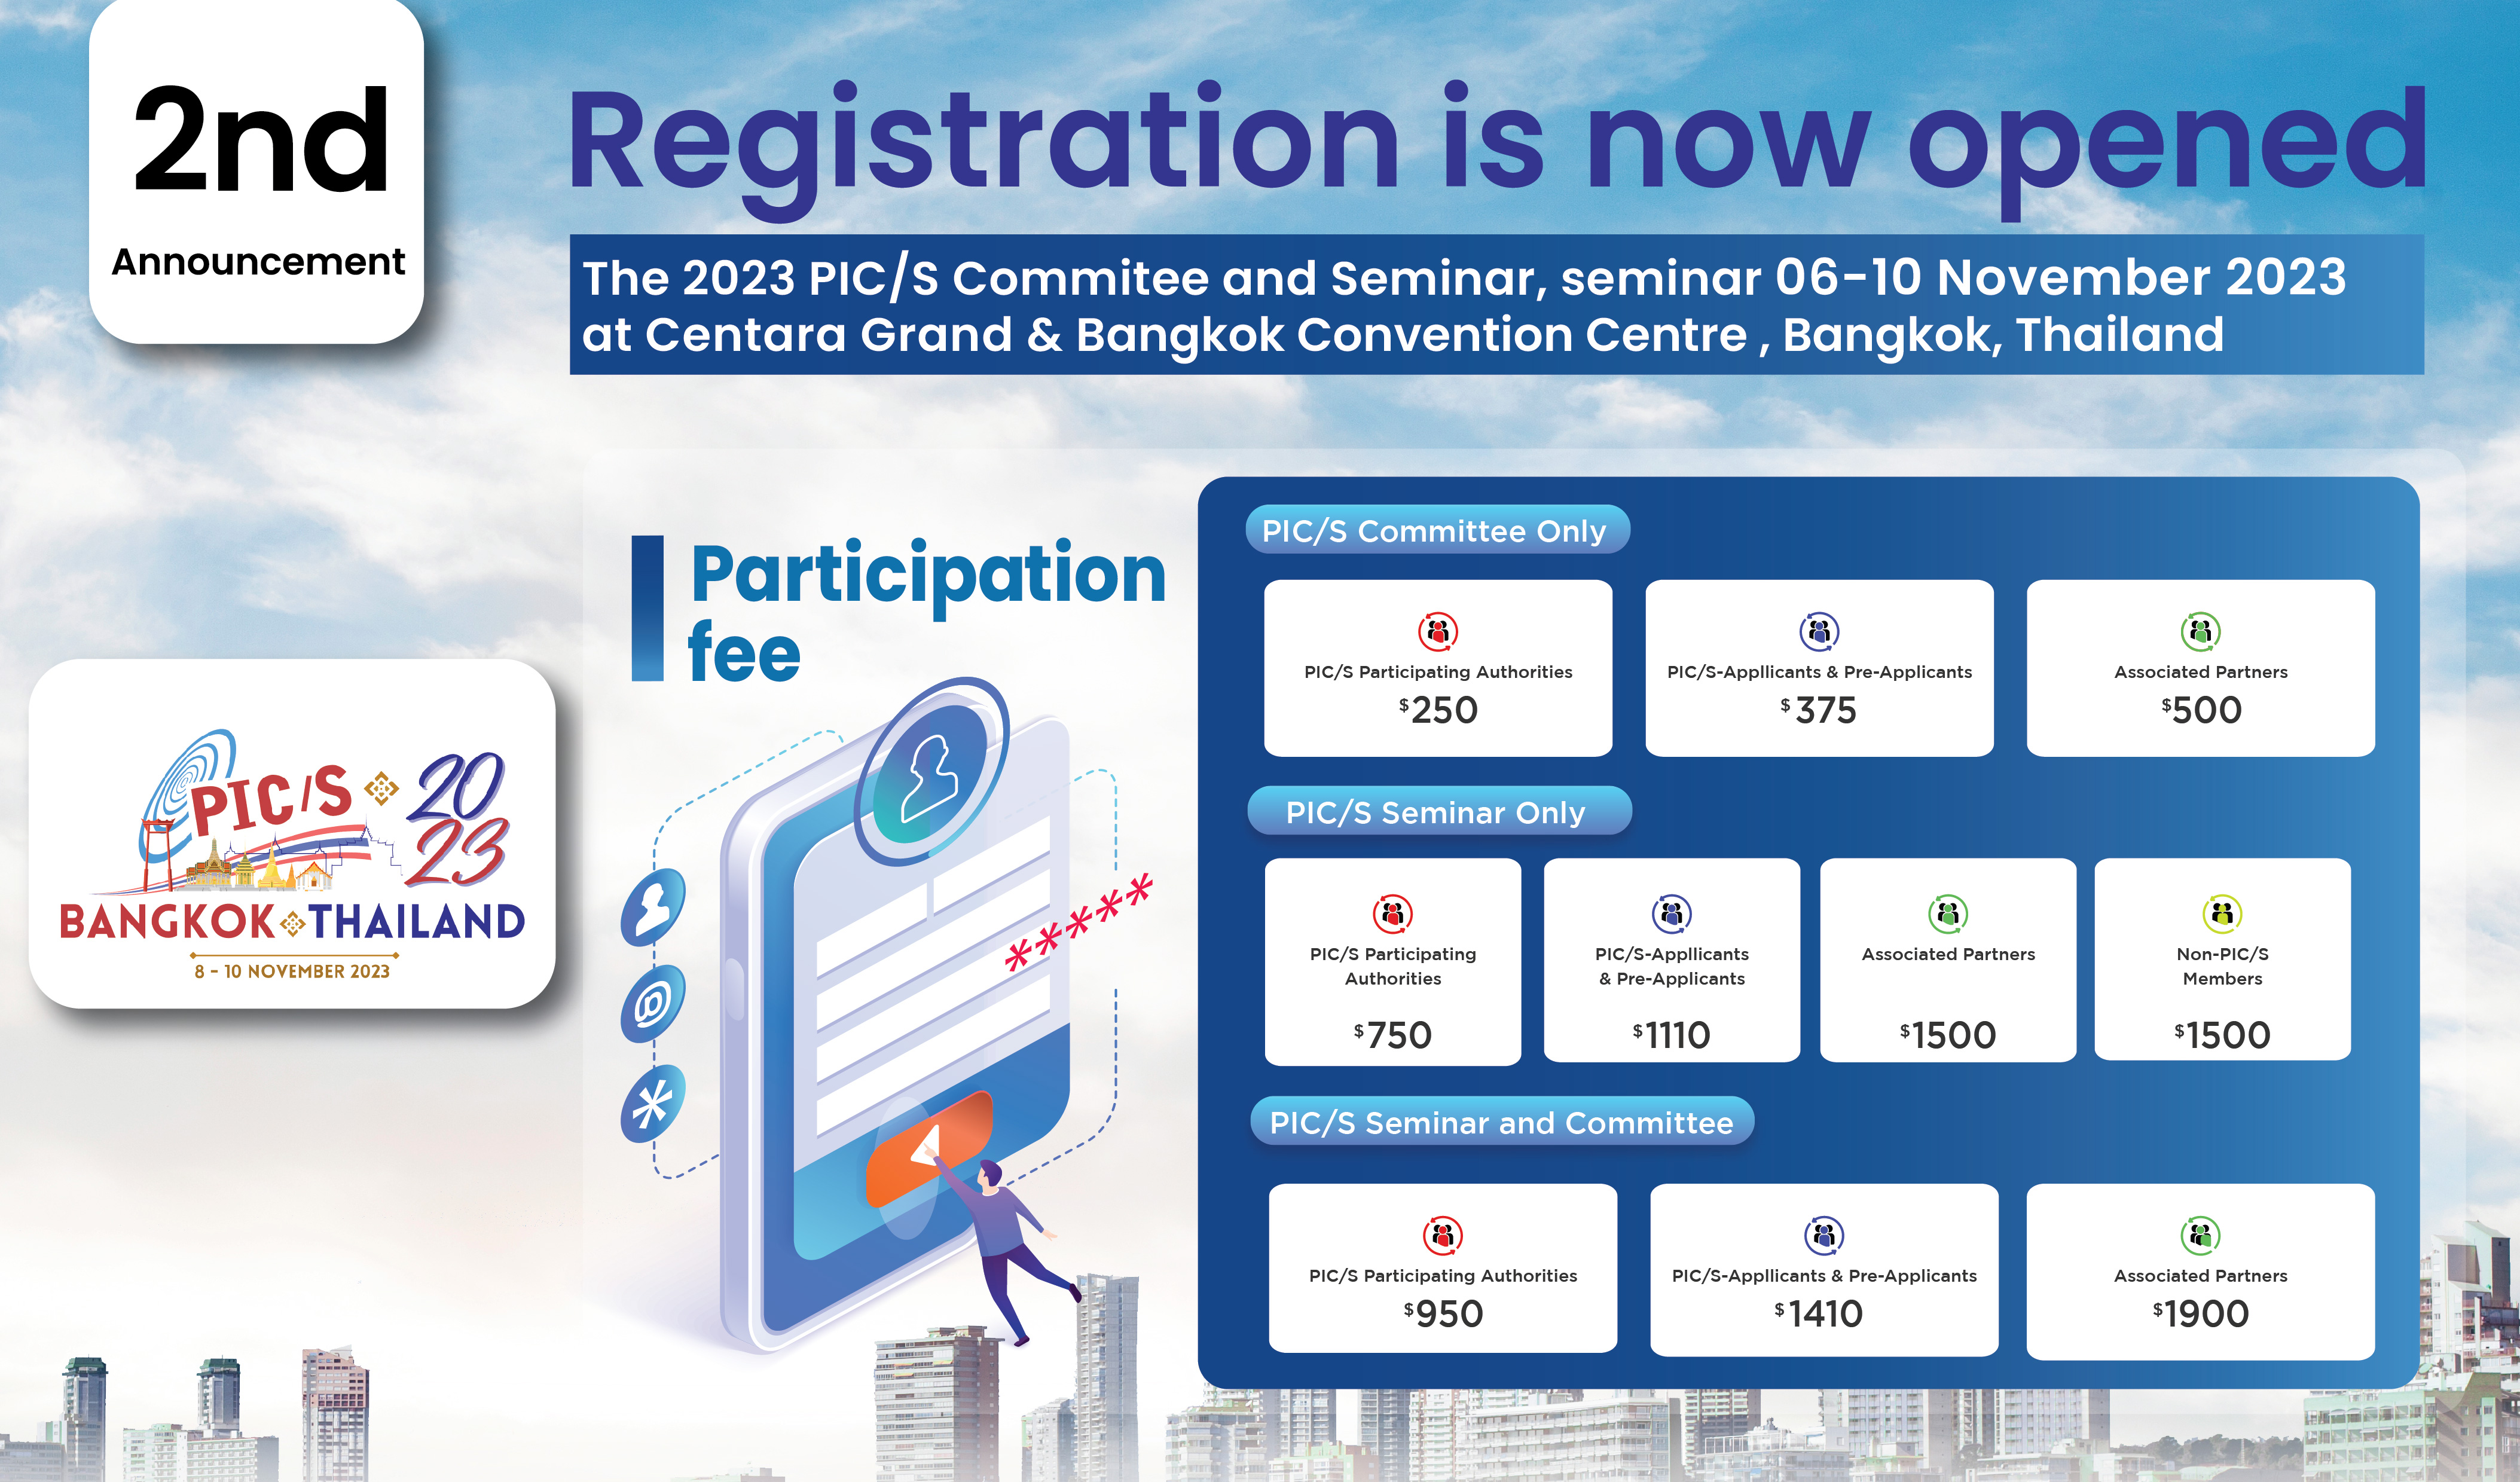 2nd
Announcement
Registration is now opened
The 2023 PIC/S Commitee and Seminar, seminar 06-10 November 2023
at Centara Grand & Bangkok Convention Centre , Bangkok, Thailand
PIC/S 2023
BANGKOK THAILAND
8 - 10 NOVEMBER 2023
Participation
fee
*****
@
*
PIC/S Committee Only
PIC/S Participating Authorities
$250
PIC/S-Appllicants & Pre-Applicants
$ 375
Associated Partners
$500
PIC/S Seminar Only
PIC/S Participating
Authorities
$750
PIC/S-Appllicants
& Pre-Applicants
$1110
Associated Partners
$1500
Non-PIC/S
Members
$1500
PIC/S Seminar and Committee
PIC/S Participating Authorities
$950
PIC/S-Appllicants & Pre-Applicants
$1410
Associated Partners
$1900